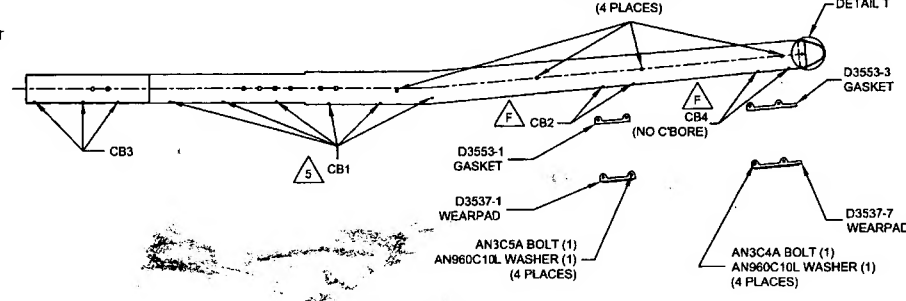 (4 PLACES)
DETAIL 1
D3553-3
GASKET
F
CB2
F
CB4
(NO C'BORE)
CB3
5
CB1
D3553-1
GASKET
D3537-1
WEARPAD
D3537-7
WEARPAD
AN3C5A BOLT (1)
AN960C10L WASHER (1)
(4 PLACES)
AN3C4A BOLT (1)
AN960C10L WASHER (1)
(4 PLACES)